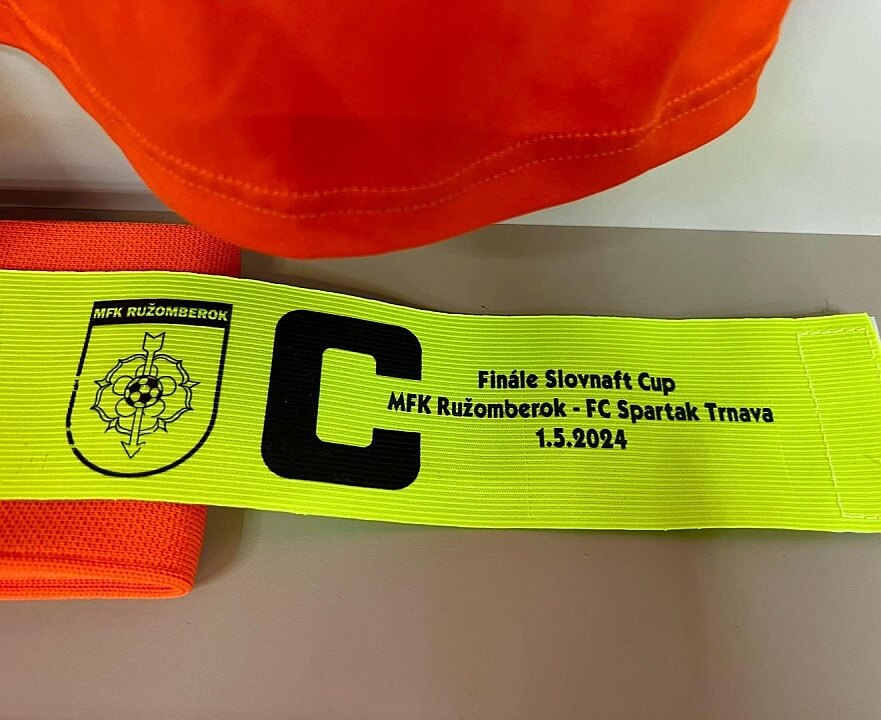 MFK RUŽOMBEROK
C
Finále Slovnaft Cup
MFK Ružomberok - FC Spartak Trnava
1.5.2024